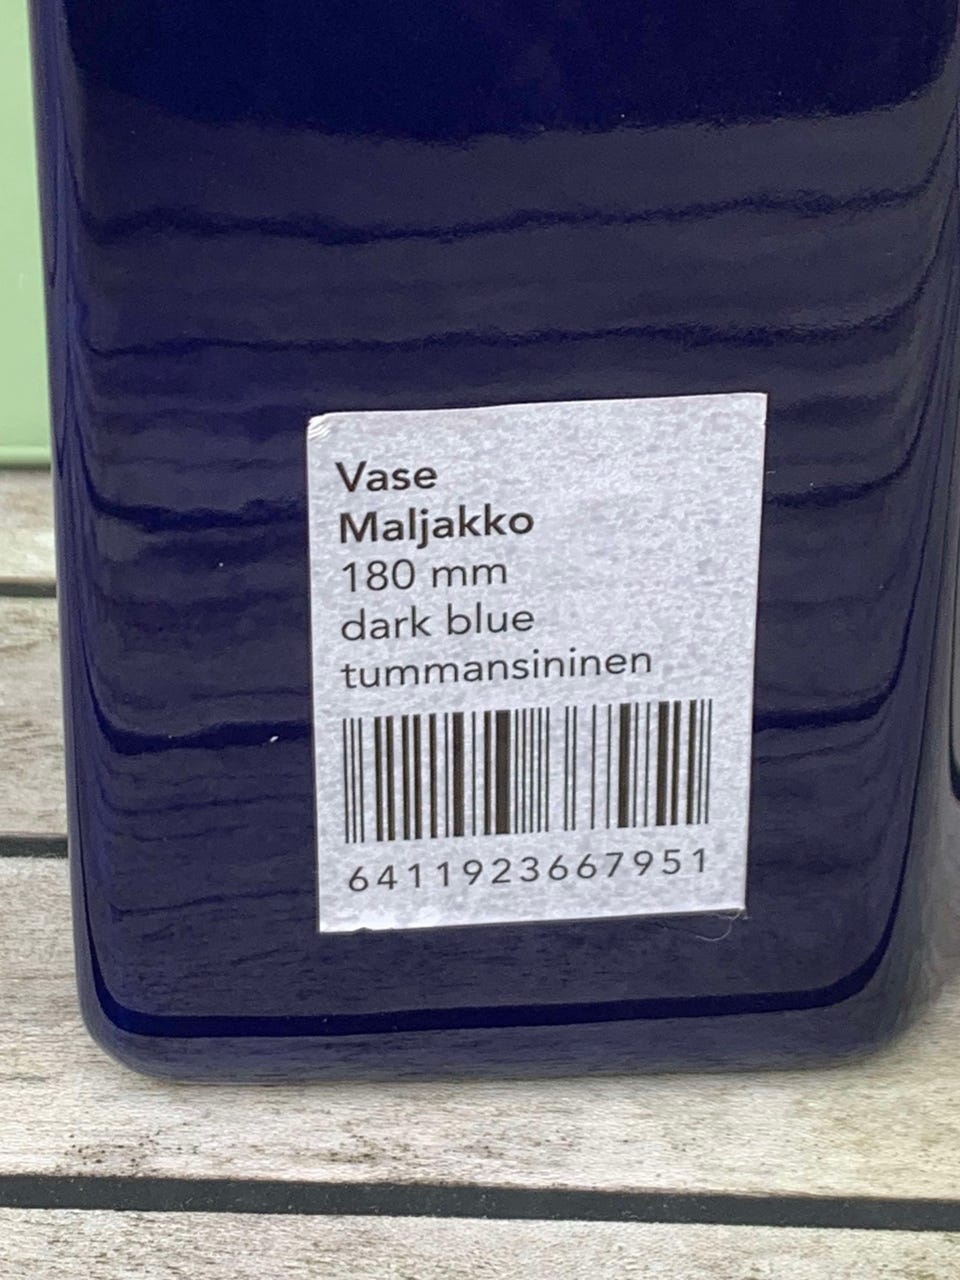 Vase
Maljakko
180 mm
dark blue
tummansininen
6411923667951